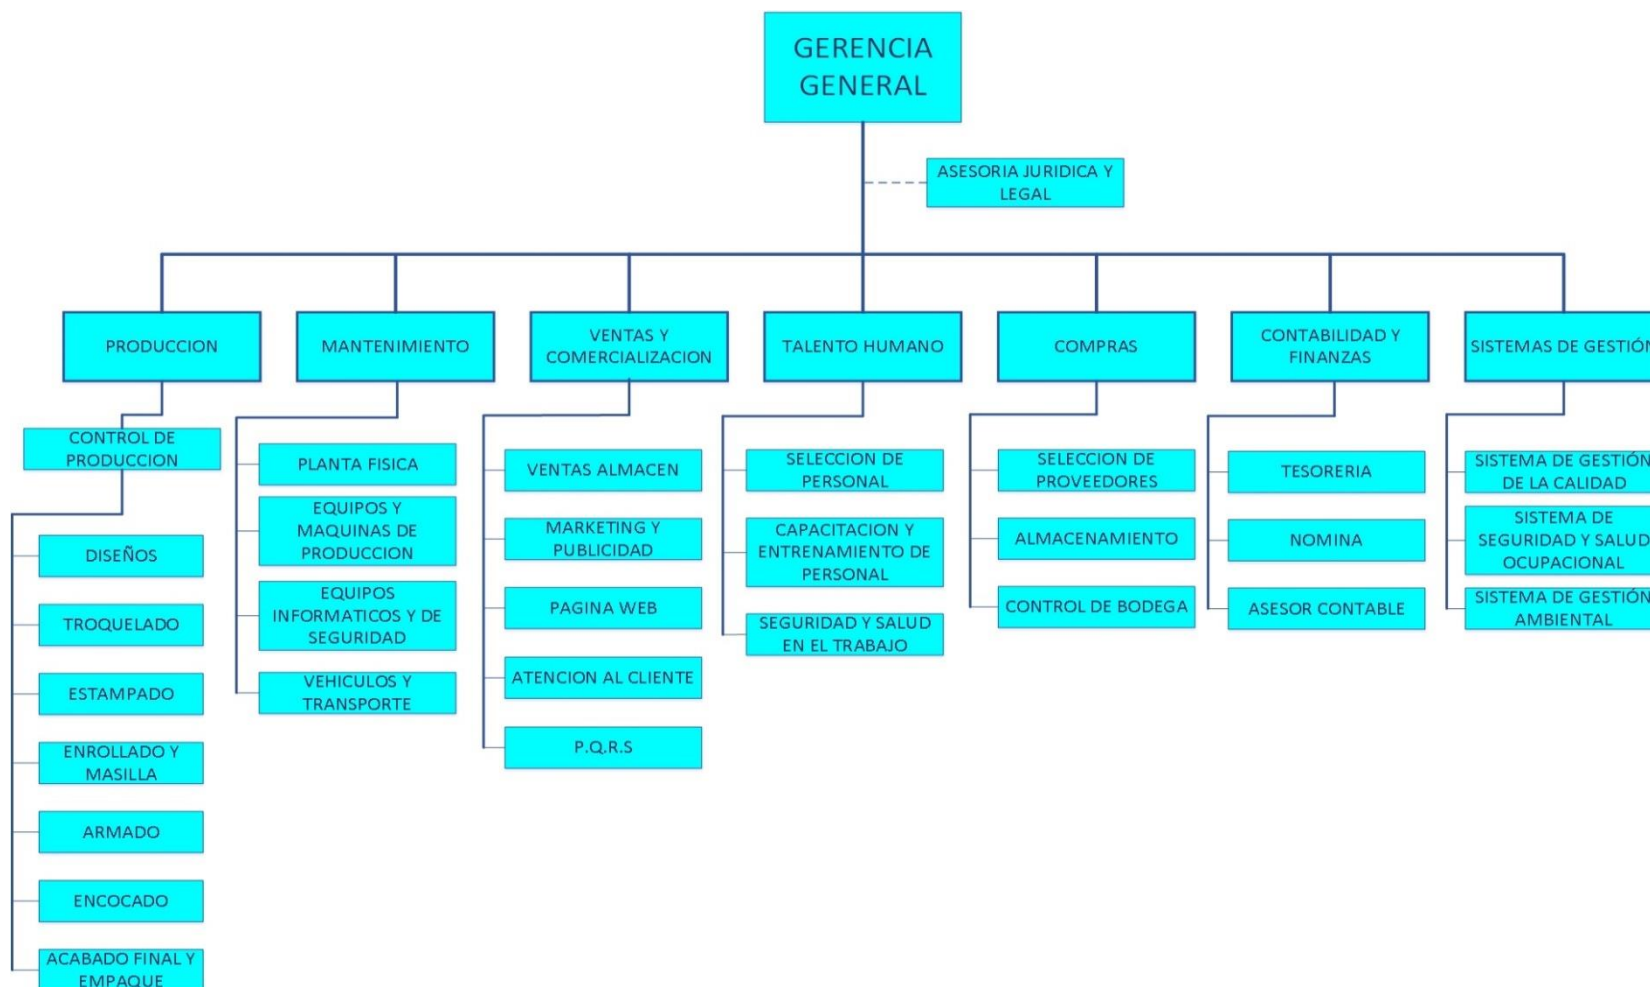 GERENCIA
GENERAL
ASESORIA JURIDICA Y
LEGAL
PRODUCCION
MANTENIMIENTO
VENTAS Y
COMERCIALIZACION
TALENTO HUMANO
COMPRAS
CONTABILIDAD Y
FINANZAS
SISTEMAS DE GESTIÓN
CONTROL DE
PRODUCCION
DISEÑOS
TROQUELADO
ESTAMPADO
ENROLLADO Y
MASILLA
ARMADO
ENCOCADO
ACABADO FINAL Y
EMPAQUE
PLANTA FISICA
EQUIPOS Y
MAQUINAS DE
PRODUCCION
EQUIPOS
INFORMATICOS Y DE
SEGURIDAD
VEHICULOS Y
TRANSPORTE
VENTAS ALMACEN
MARKETING Y
PUBLICIDAD
PAGINA WEB
ATENCION AL CLIENTE
P.Q.R.S
SELECCION DE
PERSONAL
CAPACITACION Y
ENTRENAMIENTO DE
PERSONAL
SEGURIDAD Y SALUD
EN EL TRABAJO
SELECCION DE
PROVEEDORES
ALMACENAMIENTO
CONTROL DE BODEGA
TESORERIA
NOMINA
ASESOR CONTABLE
SISTEMA DE GESTIÓN
DE LA CALIDAD
SISTEMA DE
SEGURIDAD Y SALUD
OCUPACIONAL
SISTEMA DE GESTIÓN
AMBIENTAL